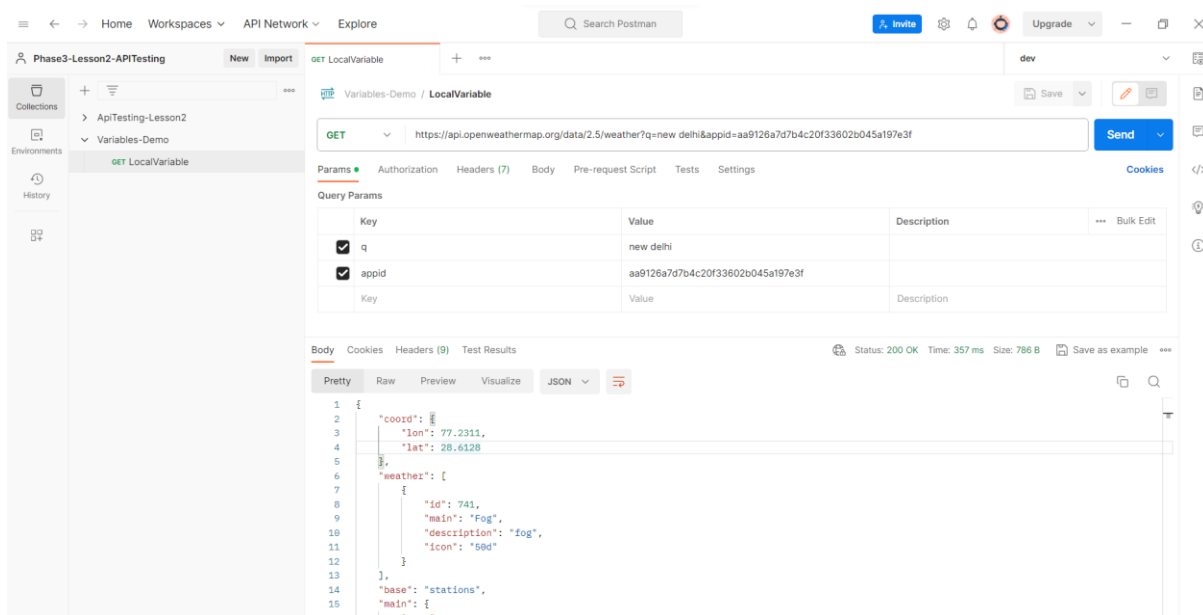 Home Workspaces API Network Explore Search Postman Invite Upgrade
Phase3-Lesson2-APITesting New Import GET LocalVariable dev
Collections
Environments
History
ApiTesting-Lesson2
Variables-Demo
GET LocalVariable
HTTP Variables-Demo / LocalVariable Save
GET https://api.openweathermap.org/data/2.5/weather?q=new delhi&appid=aa9126a7d7b4c20f33602b045a197e3f Send
Params Authorization Headers (7) Body Pre-request Script Tests Settings Cookies
Query Params
Key Value Description Bulk Edit
q new delhi
appid aa9126a7d7b4c20f33602b045a197e3f
Key Value Description
Body Cookies Headers (9) Test Results Status: 200 OK Time: 357 ms Size: 786 B Save as example
Pretty Raw Preview Visualize JSON
1 {
2 "coord": {
3 "lon": 77.2311,
4 "lat": 28.6128
5 },
6 "weather": [
7 {
8 "id": 741,
9 "main": "Fog",
10 "description": "fog",
11 "icon": "50d"
12 }
13 ],
14 "base": "stations",
15 "main": {